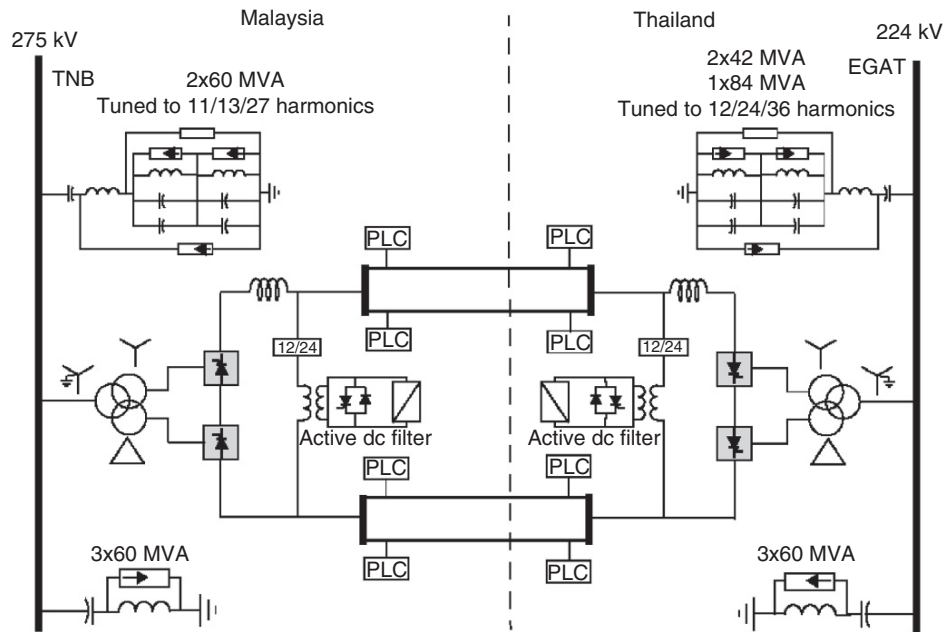 Malaysia
Thailand
275 kV
224 kV
TNB
EGAT
2x60 MVA
Tuned to 11/13/27 harmonics
2x42 MVA
1x84 MVA
Tuned to 12/24/36 harmonics
PLC
PLC
PLC
PLC
12/24
12/24
Active dc filter
Active dc filter
PLC
PLC
PLC
PLC
3x60 MVA
3x60 MVA